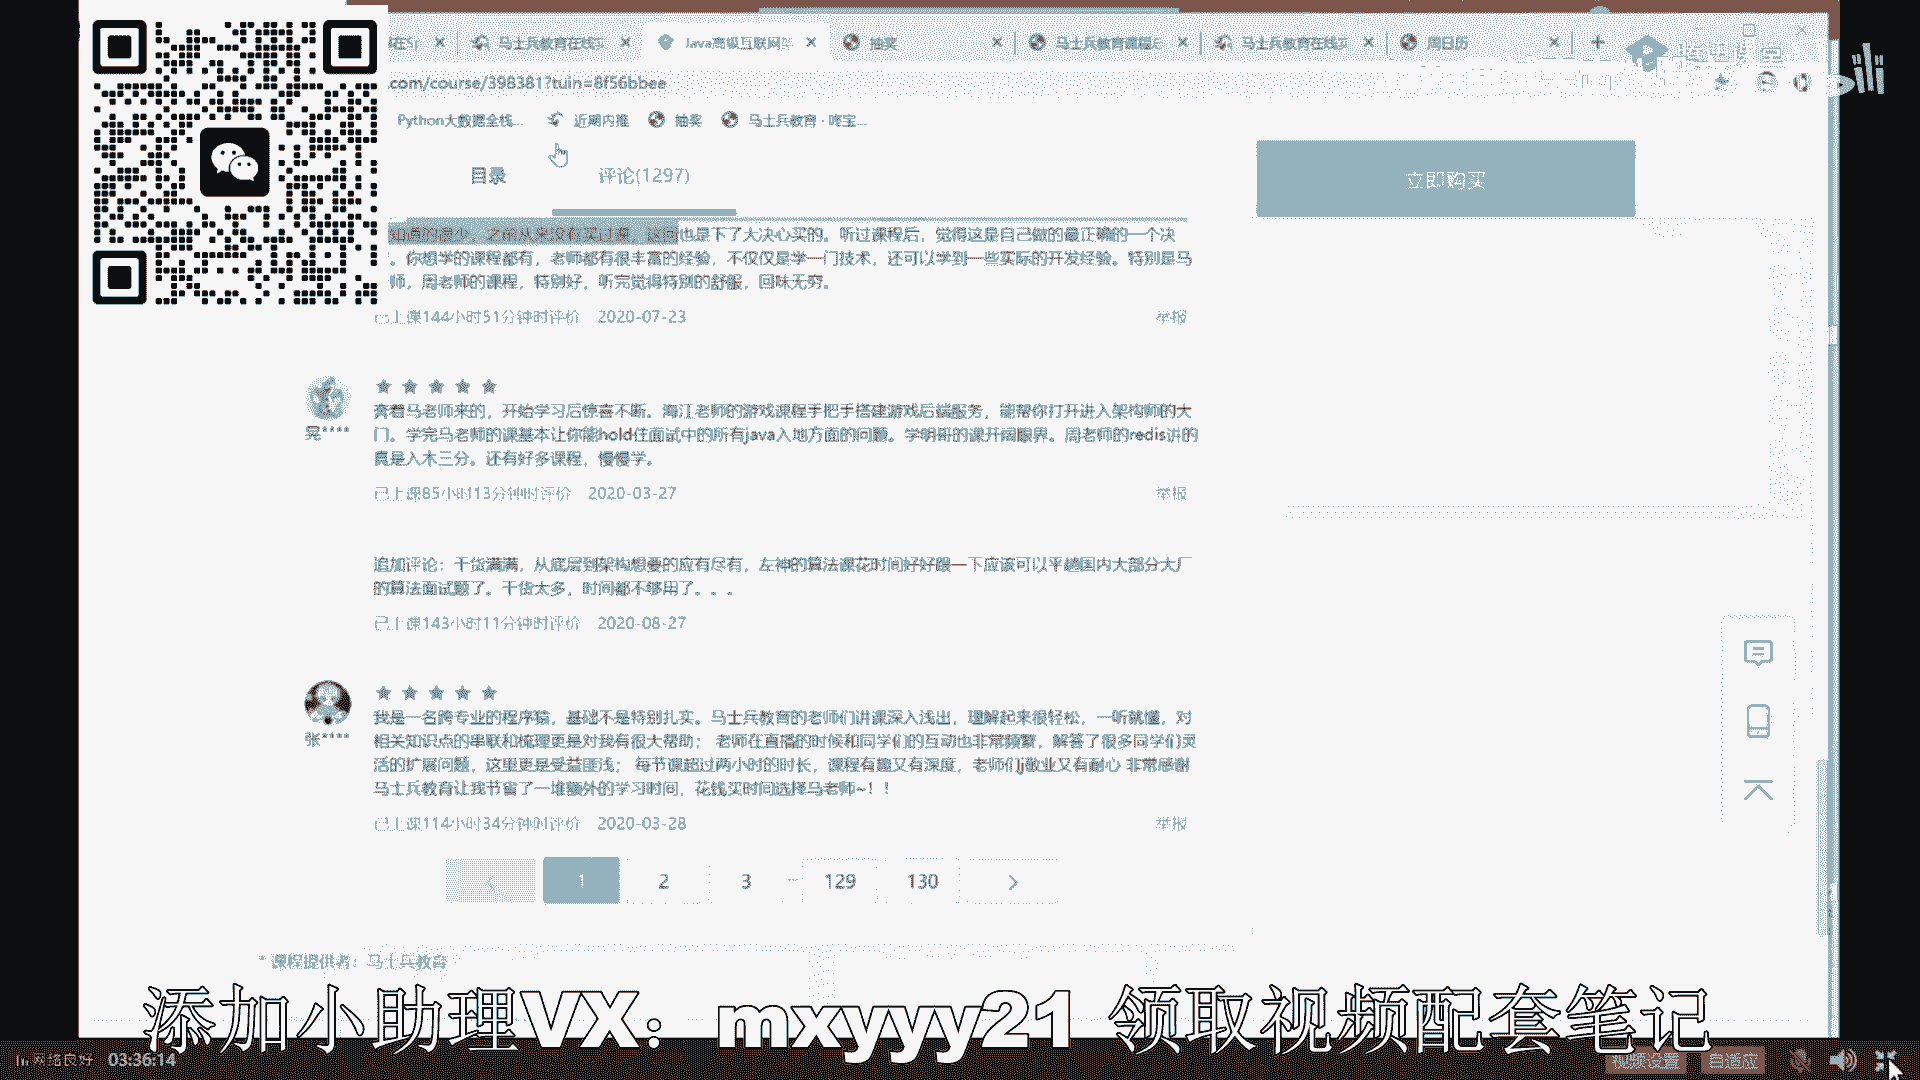 马士兵教育在线实
Java高级互联网架
抽奖
马士兵教育课程总
马士兵教育在线实
周日历
.com/course/398381?tuin=8f56bbee
Python大数据全栈...
近期内推
抽奖
马士兵教育·咚宝...
目录
评论(1297)
立即购买
知道的很少，之前从来没有买过课，这回也是下了大决心买的。听过课程后，觉得这是自己做的最正确的一个决
。你想学的课程都有，老师都有很丰富的经验，不仅仅是学一门技术，还可以学到一些实际的开发经验。特别是马
师，周老师的课程，特别好，听完觉得特别的舒服，回味无穷。
已上课144小时51分钟时评价 2020-07-23
举报
晃****
奔着马老师来的，开始学习后惊喜不断。海江老师的游戏课程手把手搭建游戏后端服务，能帮你打开进入架构师的大
门。学完马老师的课基本让你能hold住面试中的所有java入地方面的问题。学明哥的课开阔眼界。周老师的redis讲的
真是入木三分。还有好多课程，慢慢学。
已上课85小时13分钟时评价 2020-03-27
举报
追加评论：干货满满，从底层到架构想要的应有尽有，左神的算法课花时间好好跟一下应该可以平趟国内大部分大厂
的算法面试题了。干货太多，时间都不够用了。。。
已上课143小时11分钟时评价 2020-08-27
张****
我是一名跨专业的程序猿，基础不是特别扎实。马士兵教育的老师们讲课深入浅出，理解起来很轻松，一听就懂，对
相关知识点的串联和梳理更是对我有很大帮助； 老师在直播的时候和同学们的互动也非常频繁，解答了很多同学们灵
活的扩展问题，这里更是受益匪浅； 每节课超过两小时的时长，课程有趣又有深度，老师们j敬业又有耐心 非常感谢
马士兵教育让我节省了一堆额外的学习时间，花钱买时间选择马老师~！！
已上课114小时34分钟时评价 2020-03-28
举报
1 2 3 ... 129 130
* 课程提供者：马士兵教育
添加小助理VX：mxyyy21 领取视频配套笔记
网络良好 03:36:14
视频设置
自适应